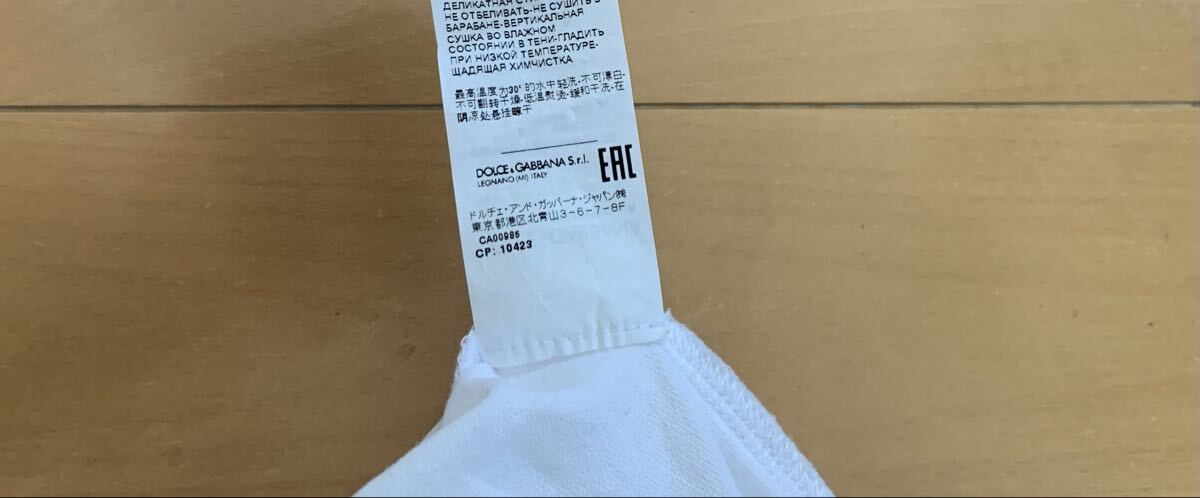 ДЕЛИКАТНАЯ
НЕ ОТБЕЛИВАТЬ-НЕ СУШИТЬ В
БАРАБАНЕ-ВЕРТИКАЛЬНАЯ
СУШКА ВО ВЛАЖНОМ
СОСТОЯНИИ В ТЕНИ-ГЛАДИТЬ
ПРИ НИЗКОЙ ТЕМПЕРАТУРЕ-
ЩАДЯЩАЯ ХИМЧИСТКА
最高温度为30°的水中轻洗-不可漂白-
不可翻转干燥-低温熨烫-缓和干洗-在
阴凉处悬挂晾干
DOLCE&GABBANA S.r.l.
LEGNANO (MI) ITALY
EAC
ドルチェ・アンド・ガッバーナ・ジャパン㈱
東京都港区北青山3-6-7-8F
CA00985
CP: 10423